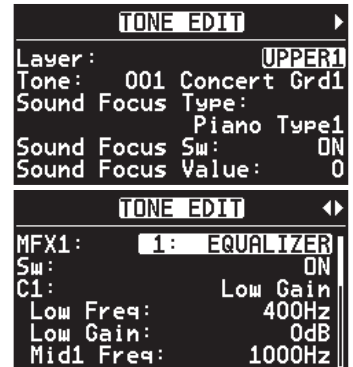 TONE EDIT
Layer: UPPER1
Tone: 001 Concert Grd1
Sound Focus Type:
Piano Type1
Sound Focus Sw: ON
Sound Focus Value: 0
TONE EDIT
MFX1: 1: EQUALIZER
Sw: ON
C1: Low Gain
Low Freq: 400Hz
Low Gain: 0dB
Mid1 Freq: 1000Hz